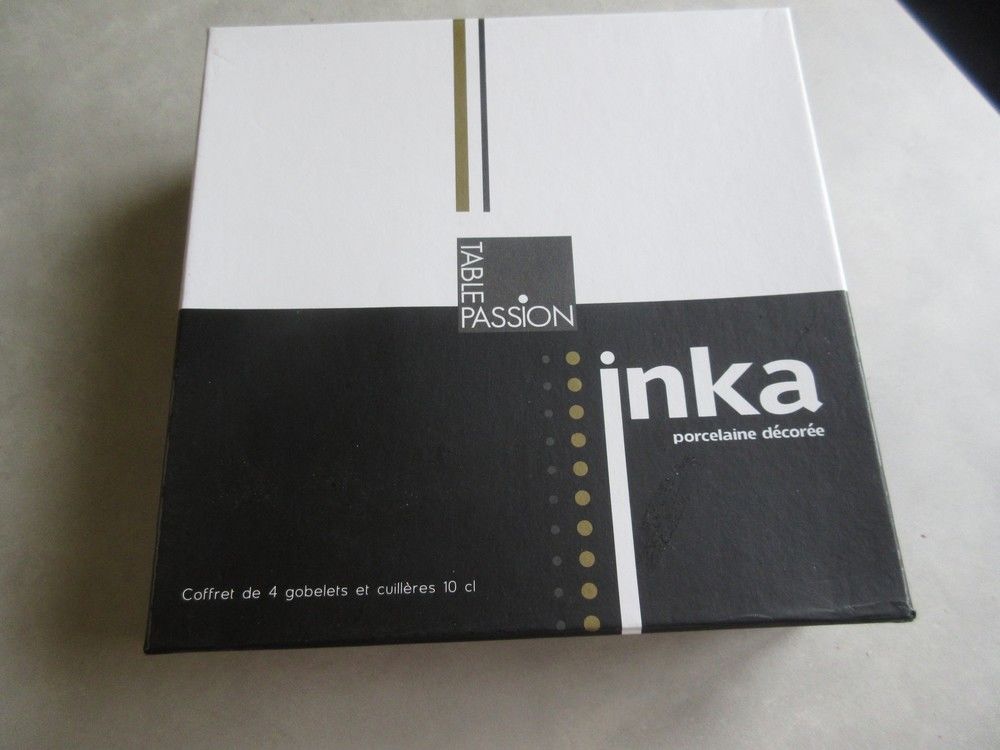 TABLE
PASSION
inka
porcelaine décorée
Coffret de 4 gobelets et cuillères 10 cl